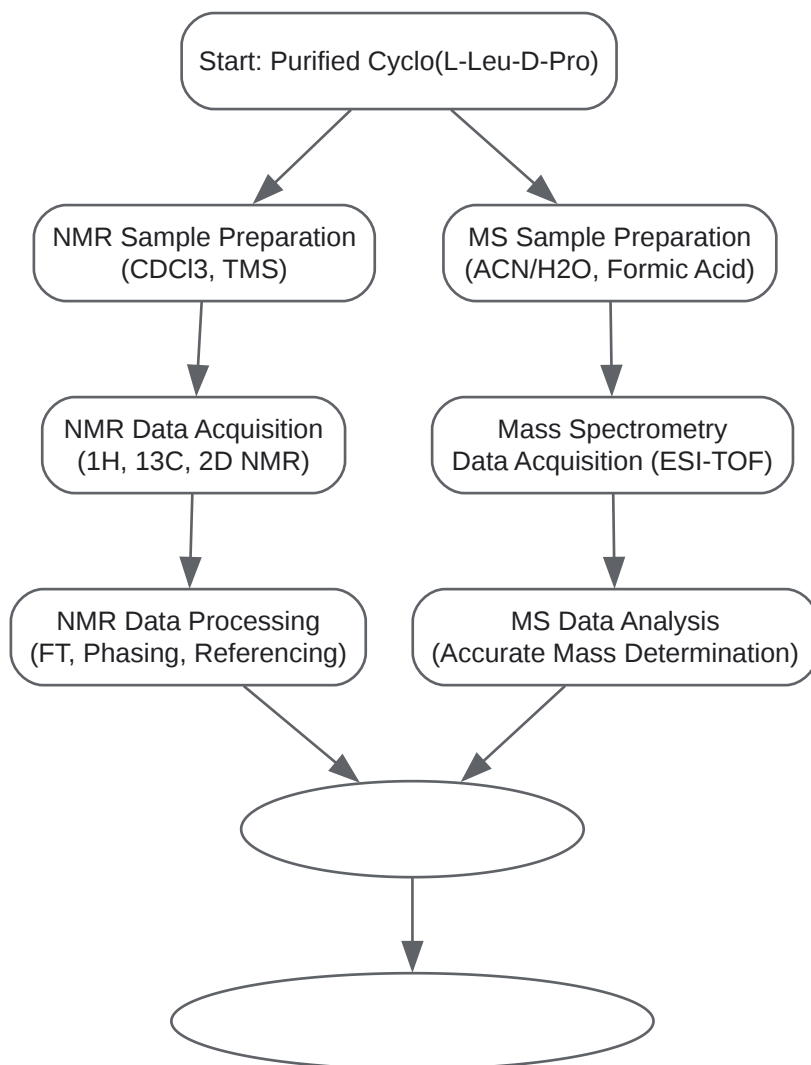 Start: Purified Cyclo(L-Leu-D-Pro)
NMR Sample Preparation
(CDCl3, TMS)
MS Sample Preparation
(ACN/H2O, Formic Acid)
NMR Data Acquisition
(1H, 13C, 2D NMR)
Mass Spectrometry
Data Acquisition (ESI-TOF)
NMR Data Processing
(FT, Phasing, Referencing)
MS Data Analysis
(Accurate Mass Determination)